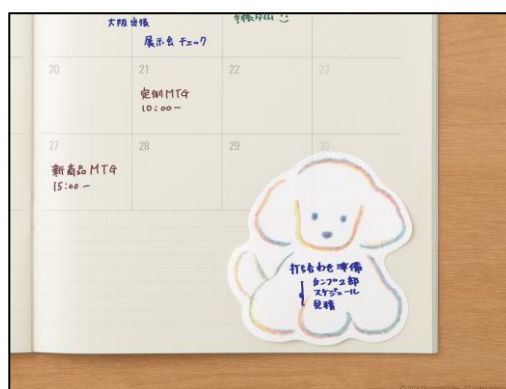 大阪出張
展示会チェック
20
21
22
23
定例MTG
10:00-
27
28
29
30
新商品MTG
15:00-
打ち合わせ準備
カンプ2部
スケジュール
見積